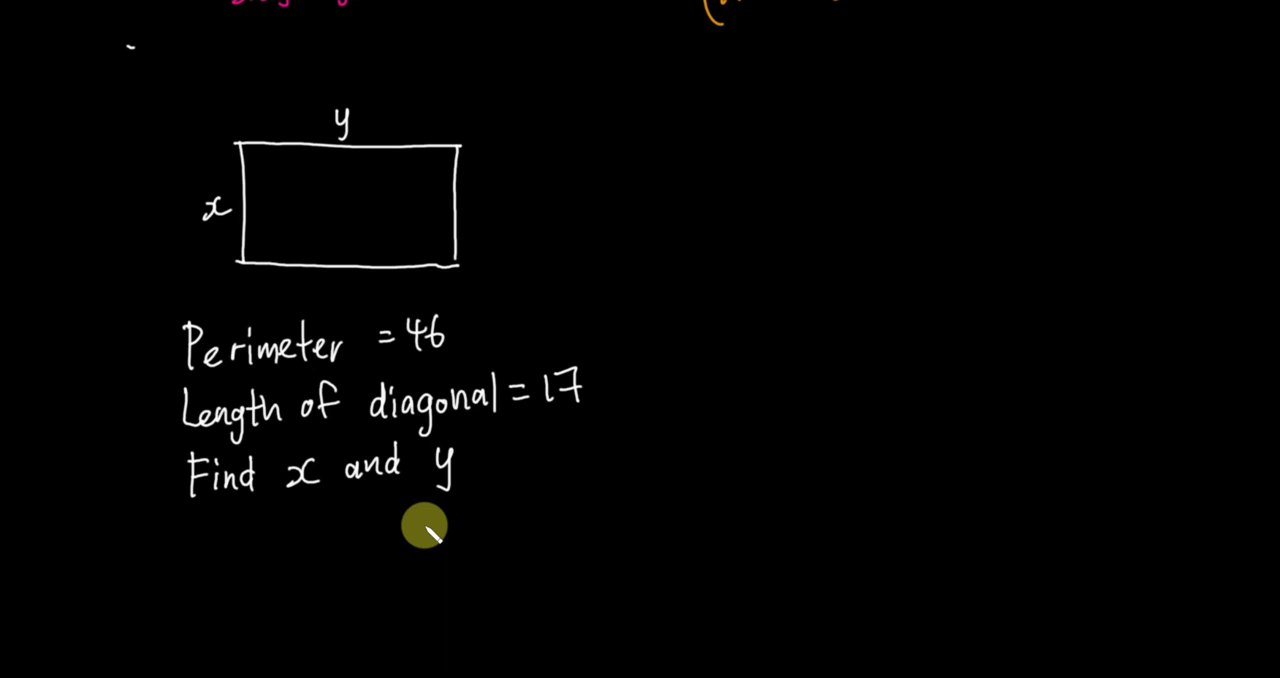 y
x
Perimeter = 46
Length of diagonal = 17
Find x and y